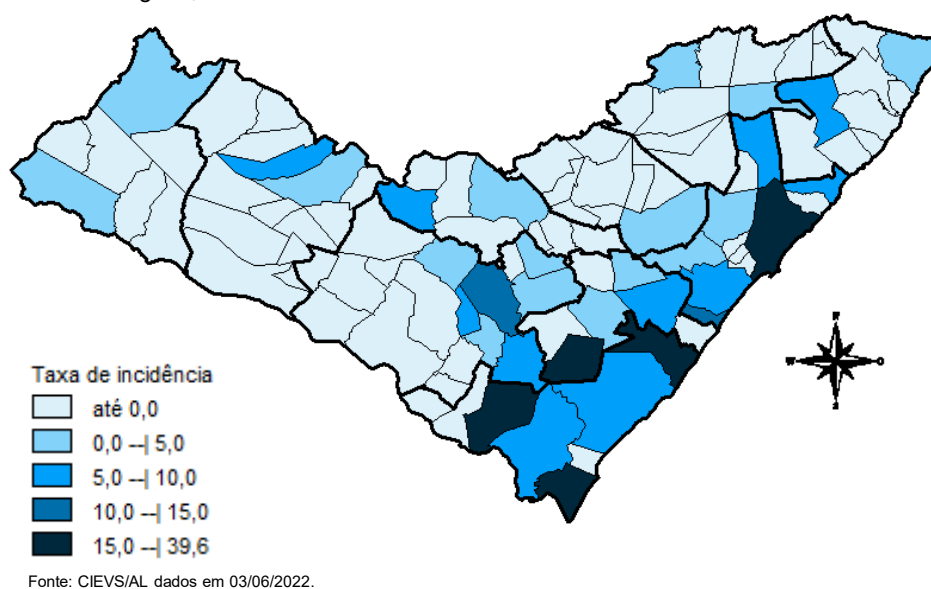 Taxa de incidência
até 0,0
0,0 --| 5,0
5,0 --| 10,0
10,0 --| 15,0
15,0 --| 39,6
Fonte: CIEVS/AL dados em 03/06/2022.